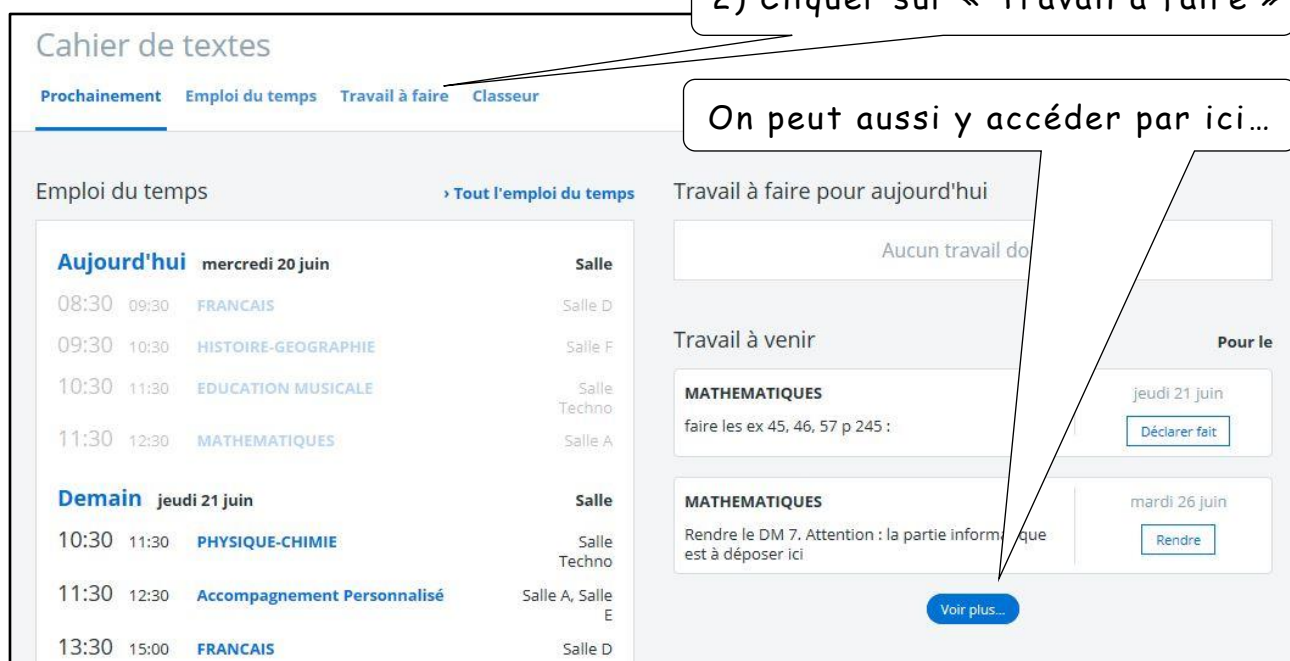 2) Cliquer sur « Travail à faire »
Cahier de textes
Prochainement Emploi du temps Travail à faire Classeur
On peut aussi y accéder par ici…
Emploi du temps › Tout l'emploi du temps
Aujourd'hui mercredi 20 juin Salle
08:30 09:30 FRANCAIS Salle D
09:30 10:30 HISTOIRE-GEOGRAPHIE Salle F
10:30 11:30 EDUCATION MUSICALE Salle
Techno
11:30 12:30 MATHEMATIQUES Salle A
Demain jeudi 21 juin Salle
10:30 11:30 PHYSIQUE-CHIMIE Salle
Techno
11:30 12:30 Accompagnement Personnalisé Salle A, Salle
E
13:30 15:00 FRANCAIS Salle D
Travail à faire pour aujourd'hui
Aucun travail do
Travail à venir Pour le
MATHEMATIQUES jeudi 21 juin
faire les ex 45, 46, 57 p 245 : Déclarer fait
MATHEMATIQUES mardi 26 juin
Rendre le DM 7. Attention : la partie informatique Rendre
est à déposer ici
Voir plus...